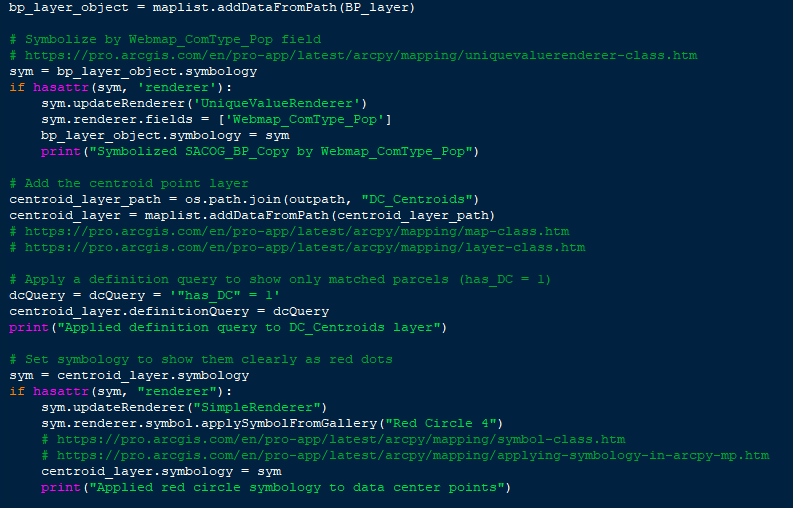 bp_layer_object = maplist.addDataFromPath(BP_layer)
# Symbolize by Webmap_ComType_Pop field
# https://pro.arcgis.com/en/pro-app/latest/arcpy/mapping/uniquevaluerenderer-class.htm
sym = bp_layer_object.symbology
if hasattr(sym, 'renderer'):
    sym.updateRenderer('UniqueValueRenderer')
    sym.renderer.fields = ['Webmap_ComType_Pop']
    bp_layer_object.symbology = sym
    print("Symbolized SACOG_BP_Copy by Webmap_ComType_Pop")
# Add the centroid point layer
centroid_layer_path = os.path.join(outpath, "DC_Centroids")
centroid_layer = maplist.addDataFromPath(centroid_layer_path)
# https://pro.arcgis.com/en/pro-app/latest/arcpy/mapping/map-class.htm
# https://pro.arcgis.com/en/pro-app/latest/arcpy/mapping/layer-class.htm
# Apply a definition query to show only matched parcels (has_DC = 1)
dcQuery = dcQuery = '"has_DC" = 1'
centroid_layer.definitionQuery = dcQuery
print("Applied definition query to DC_Centroids layer")
# Set symbology to show them clearly as red dots
sym = centroid_layer.symbology
if hasattr(sym, "renderer"):
    sym.updateRenderer("SimpleRenderer")
    sym.renderer.symbol.applySymbolFromGallery("Red Circle 4")
    # https://pro.arcgis.com/en/pro-app/latest/arcpy/mapping/symbol-class.htm
    # https://pro.arcgis.com/en/pro-app/latest/arcpy/mapping/applying-symbology-in-arcpy-mp.htm
    centroid_layer.symbology = sym
    print("Applied red circle symbology to data center points")